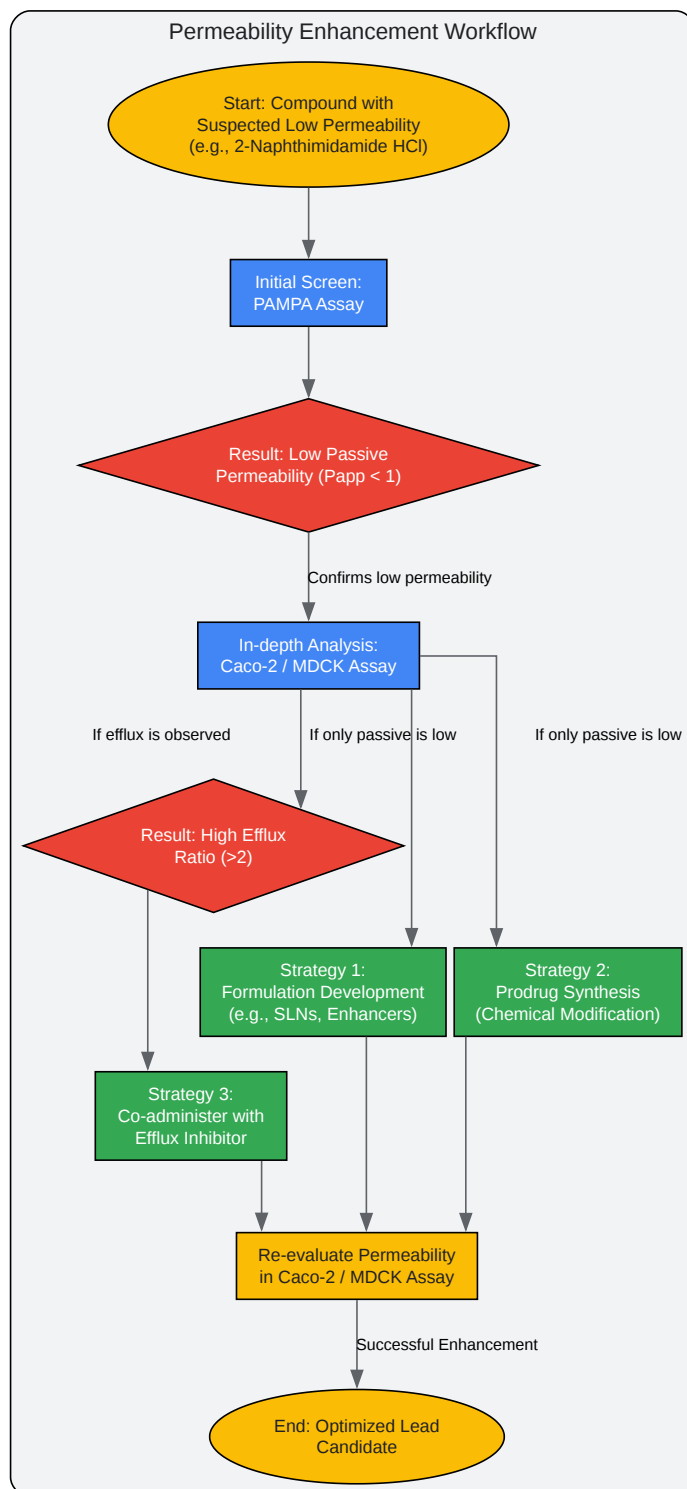 Permeability Enhancement Workflow
Start: Compound with
Suspected Low Permeability
(e.g., 2-Naphthimidamide HCl)
Initial Screen:
PAMPA Assay
Result: Low Passive
Permeability (Papp < 1)
Confirms low permeability
In-depth Analysis:
Caco-2 / MDCK Assay
If efflux is observed
If only passive is low
If only passive is low
Result: High Efflux
Ratio (>2)
Strategy 1:
Formulation Development
(e.g., SLNs, Enhancers)
Strategy 2:
Prodrug Synthesis
(Chemical Modification)
Strategy 3:
Co-administer with
Efflux Inhibitor
Re-evaluate Permeability
in Caco-2 / MDCK Assay
Successful Enhancement
End: Optimized Lead
Candidate